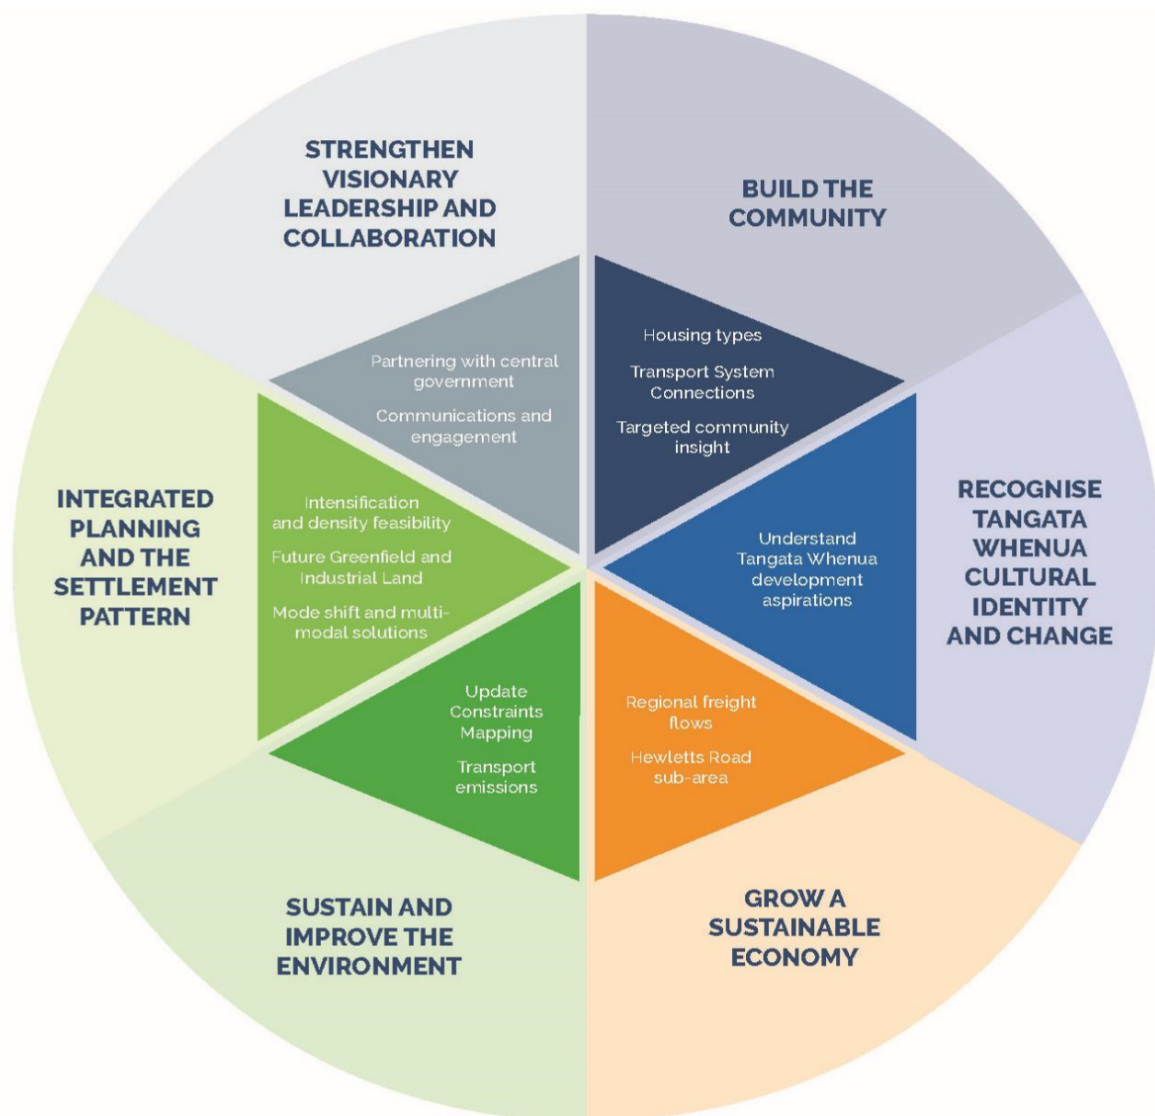 STRENGTHEN
VISIONARY
LEADERSHIP AND
COLLABORATION
BUILD THE
COMMUNITY
Partnering with central
government
Communications and
engagement
Housing types
Transport System
Connections
Targeted community
insight
INTEGRATED
PLANNING
AND THE
SETTLEMENT
PATTERN
Intensification
and density feasibility
Future Greenfield and
Industrial Land
Mode shift and multi-
modal solutions
Understand
Tangata Whenua
development
aspirations
RECOGNISE
TANGATA
WHENUA
CULTURAL
IDENTITY
AND CHANGE
Update
Constraints
Mapping
Transport
emissions
Regional freight
flows
Hewletts Road
sub-area
SUSTAIN AND
IMPROVE THE
ENVIRONMENT
GROW A
SUSTAINABLE
ECONOMY